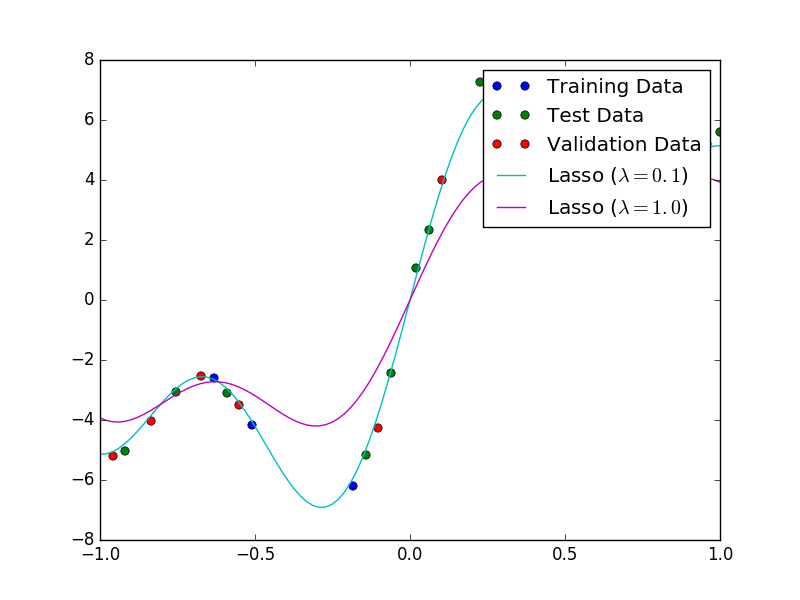 8
6
4
2
0
−2
−4
−6
−8
−1.0 −0.5 0.0 0.5 1.0
Training Data
Test Data
Validation Data
Lasso (λ = 0.1)
Lasso (λ = 1.0)